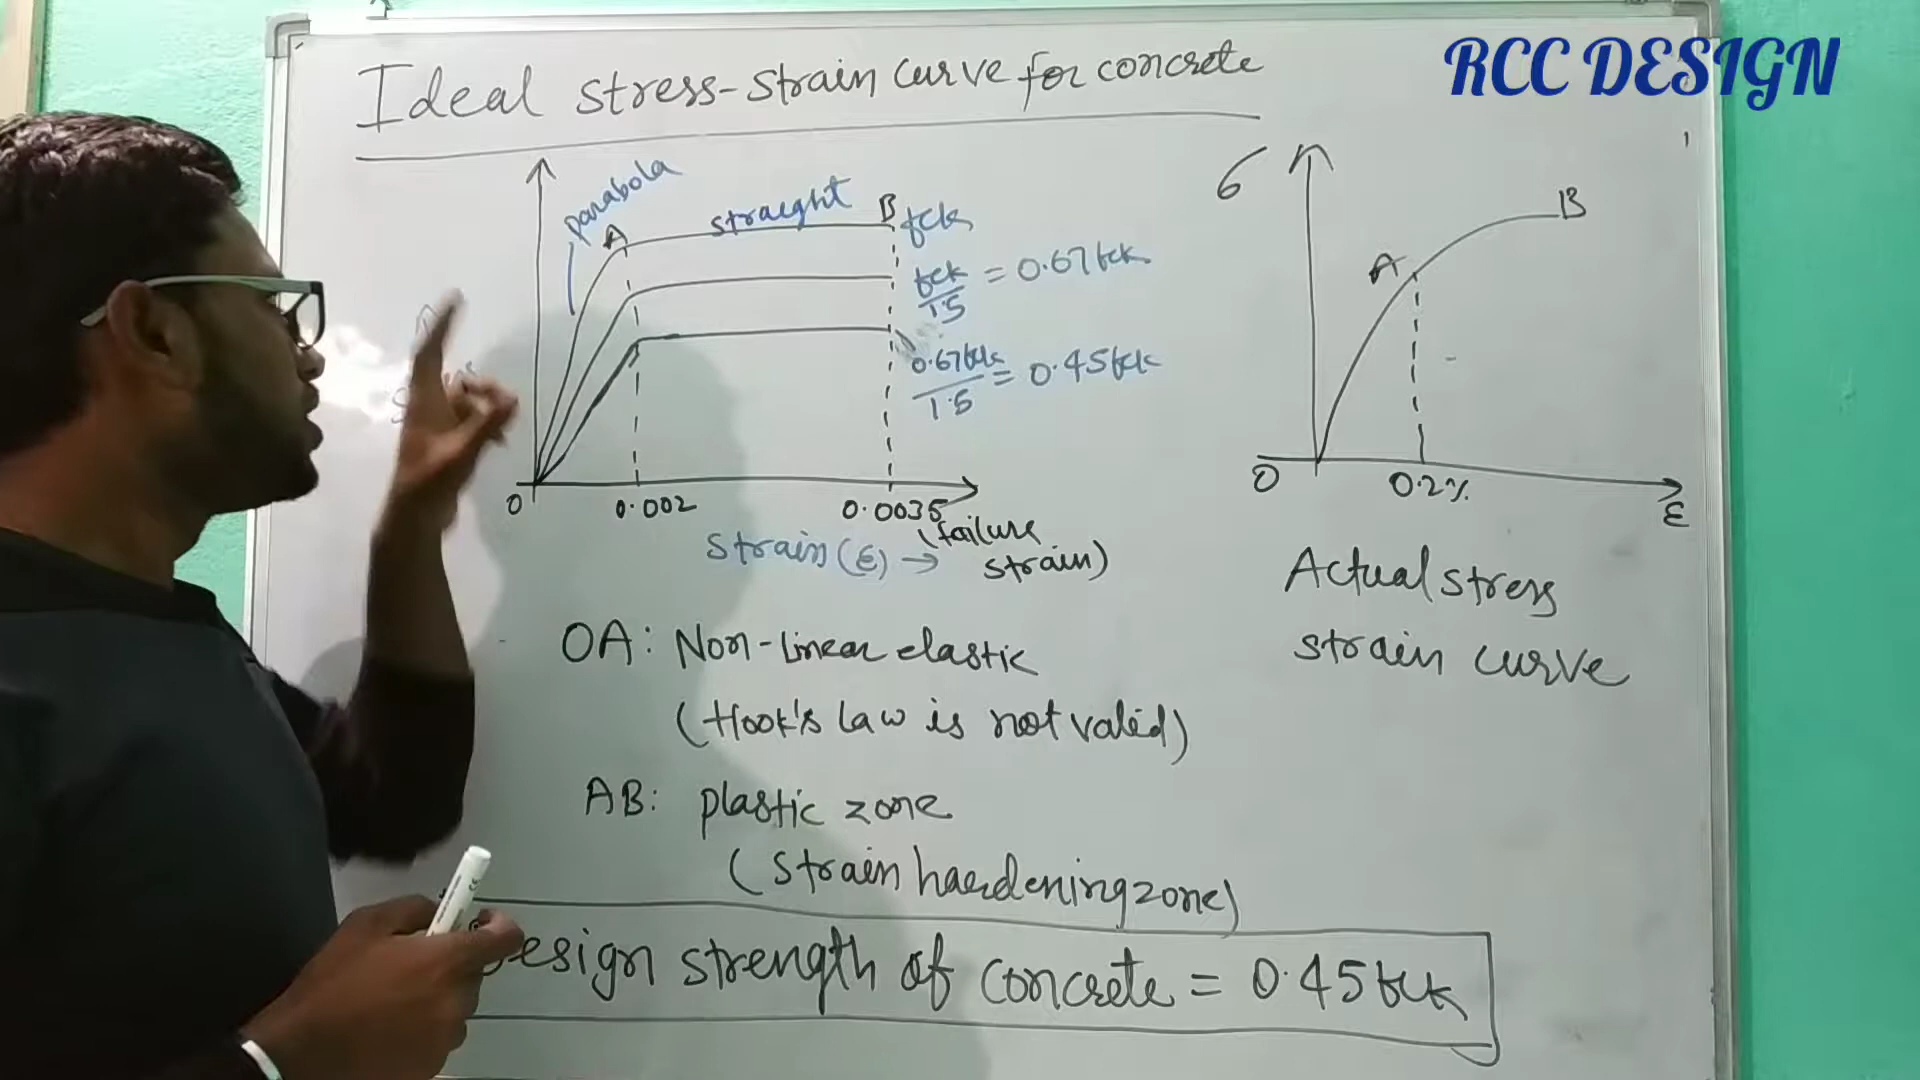 RCC DESIGN
Ideal stress-strain curve for concrete
parabola
straight
A
B
fck
fck/1.5 = 0.67fck
0.67fck/1.5 = 0.45fck
0
0.002
0.0035
(failure strain)
Strain (ε) →
OA: Non-Linear elastic
(Hook's law is not valid)
AB: plastic zone
(strain hardening zone)
Design strength of concrete = 0.45fck
6
A
B
0
0.2%
ε
Actual stress
strain curve